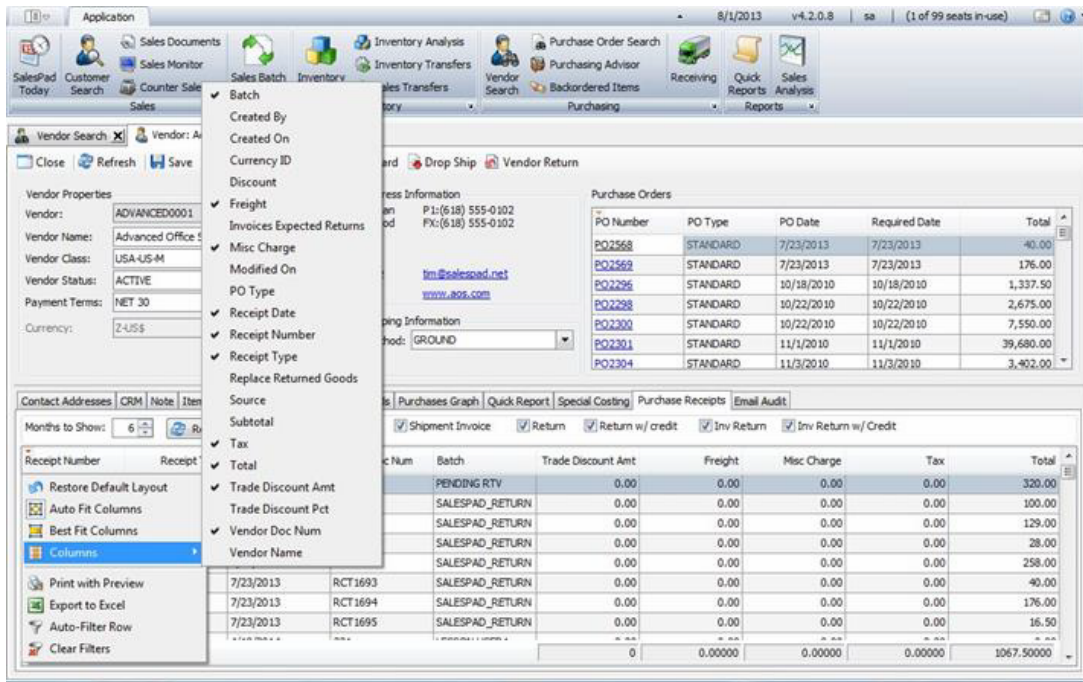 Application
8/1/2013 v4.2.0.8 sa (1 of 99 seats in-use)
SalesPad Today
Customer Search
Sales Documents
Sales Monitor
Counter Sale
Sales
Sales Batch
Inventory
Inventory Analysis
Inventory Transfers
Sales Transfers
Vendor Search
Purchase Order Search
Purchasing Advisor
Backordered Items
Purchasing
Receiving
Quick Reports
Sales Analysis
Reports
Vendor Search
Vendor:
Close Refresh Save
Drop Ship Vendor Return
Batch
Created By
Created On
Currency ID
Discount
Freight
Invoices Expected Returns
Misc Charge
Modified On
PO Type
Receipt Date
Receipt Number
Receipt Type
Replace Returned Goods
Source
Subtotal
Tax
Total
Trade Discount Amt
Trade Discount Pct
Vendor Doc Num
Vendor Name
Vendor Properties
Vendor: ADVANCED0001
Vendor Name: Advanced Office S
Vendor Class: USA-US-M
Vendor Status: ACTIVE
Payment Terms: NET 30
Currency: Z-US$
ress Information
P1:(618) 555-0102
FX:(618) 555-0102
tim@salespad.net
www.aos.com
ping Information
hod: GROUND
Purchase Orders
PO Number PO Type PO Date Required Date Total
PO2568 STANDARD 7/23/2013 7/23/2013 40.00
PO2569 STANDARD 7/23/2013 7/23/2013 176.00
PO2296 STANDARD 10/18/2010 10/18/2010 1,337.50
PO2298 STANDARD 10/22/2010 10/22/2010 2,675.00
PO2300 STANDARD 10/22/2010 10/22/2010 7,550.00
PO2301 STANDARD 11/1/2010 11/1/2010 39,680.00
PO2304 STANDARD 11/3/2010 11/3/2010 3,402.00
Contact Addresses CRM Note Item
Purchases Graph Quick Report Special Costing Purchase Receipts Email Audit
Months to Show: 6
Shipment Invoice Return Return w/ credit Inv Return Inv Return w/ Credit
Receipt Number Receipt
c Num Batch Trade Discount Amt Freight Misc Charge Tax Total
PENDING RTV 0.00 0.00 0.00 0.00 320.00
SALESPAD_RETURN 0.00 0.00 0.00 0.00 100.00
SALESPAD_RETURN 0.00 0.00 0.00 0.00 129.00
SALESPAD_RETURN 0.00 0.00 0.00 0.00 28.00
SALESPAD_RETURN 0.00 0.00 0.00 0.00 258.00
7/23/2013 RCT1693 SALESPAD_RETURN 0.00 0.00 0.00 0.00 40.00
7/23/2013 RCT1694 SALESPAD_RETURN 0.00 0.00 0.00 0.00 176.00
7/23/2013 RCT1695 SALESPAD_RETURN 0.00 0.00 0.00 0.00 16.50
0 0.00000 0.00000 0.00000 1067.50000
Restore Default Layout
Auto Fit Columns
Best Fit Columns
Columns
Print with Preview
Export to Excel
Auto-Filter Row
Clear Filters